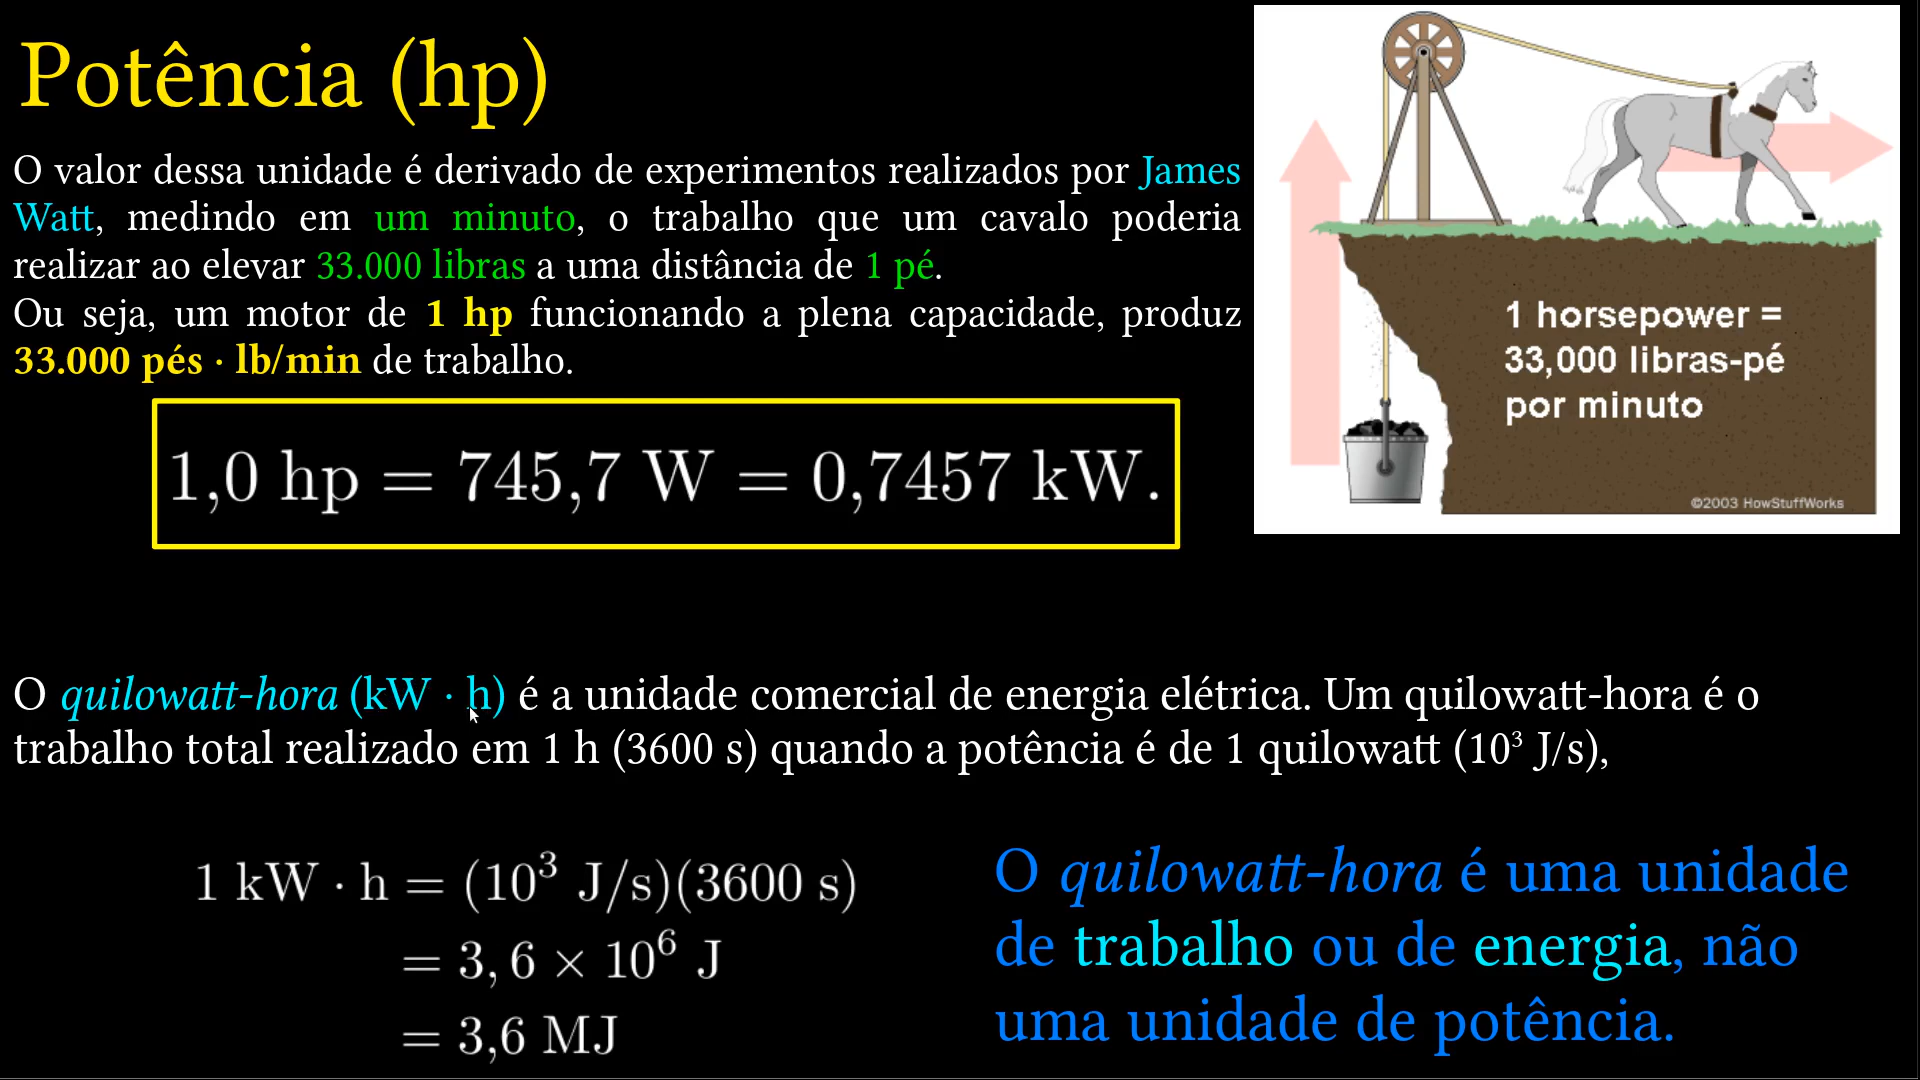 Potência (hp)
O valor dessa unidade é derivado de experimentos realizados por James
Watt, medindo em um minuto, o trabalho que um cavalo poderia
realizar ao elevar 33.000 libras a uma distância de 1 pé.
Ou seja, um motor de 1 hp funcionando a plena capacidade, produz
33.000 pés · lb/min de trabalho.
1,0 hp = 745,7 W = 0,7457 kW.
1 horsepower =
33,000 libras-pé
por minuto
©2003 HowStuffWorks
O quilowatt-hora (kW · h) é a unidade comercial de energia elétrica. Um quilowatt-hora é o
trabalho total realizado em 1 h (3600 s) quando a potência é de 1 quilowatt (10³ J/s),
1 kW · h = (10³ J/s)(3600 s)
= 3,6 × 10⁶ J
= 3,6 MJ
O quilowatt-hora é uma unidade
de trabalho ou de energia, não
uma unidade de potência.